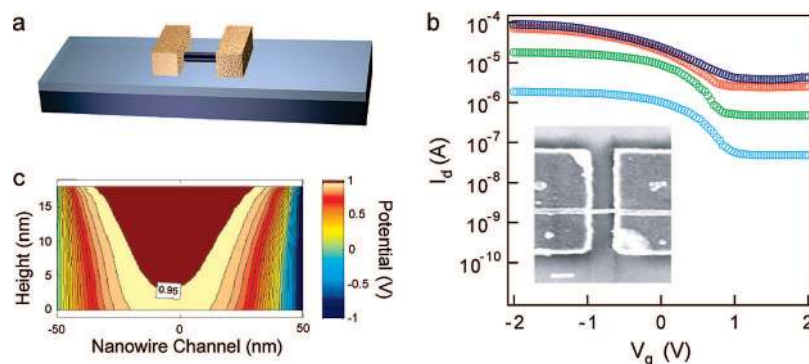 a
b
10⁻⁴
10⁻⁵
10⁻⁶
10⁻⁷
10⁻⁸
10⁻⁹
10⁻¹⁰
I_d (A)
-2 -1 0 1 2
V_g (V)
c
15
10
5
0
Height (nm)
0.95
-50 0 50
Nanowire Channel (nm)
1
0.5
0
-0.5
-1
Potential (V)